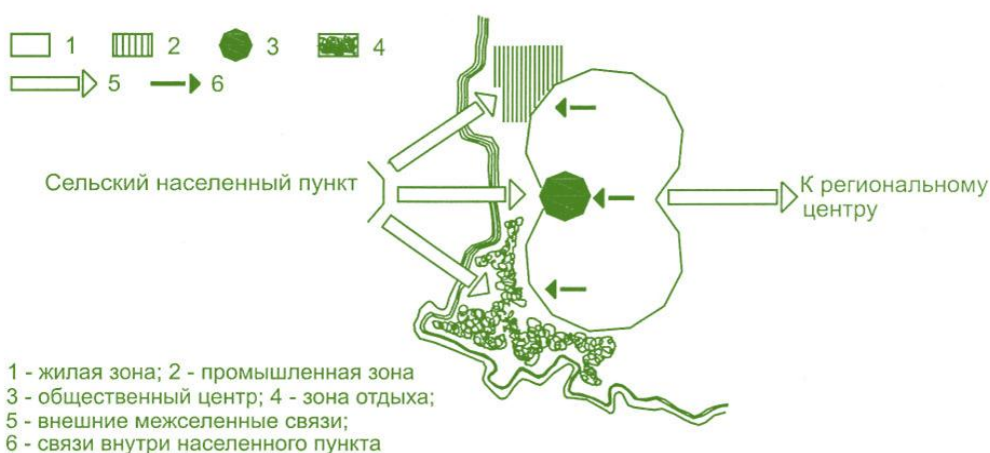 1 2 3 4
5 6
Сельский населенный пункт
К региональному
центру
1 - жилая зона; 2 - промышленная зона
3 - общественный центр; 4 - зона отдыха;
5 - внешние межселенные связи;
6 - связи внутри населенного пункта